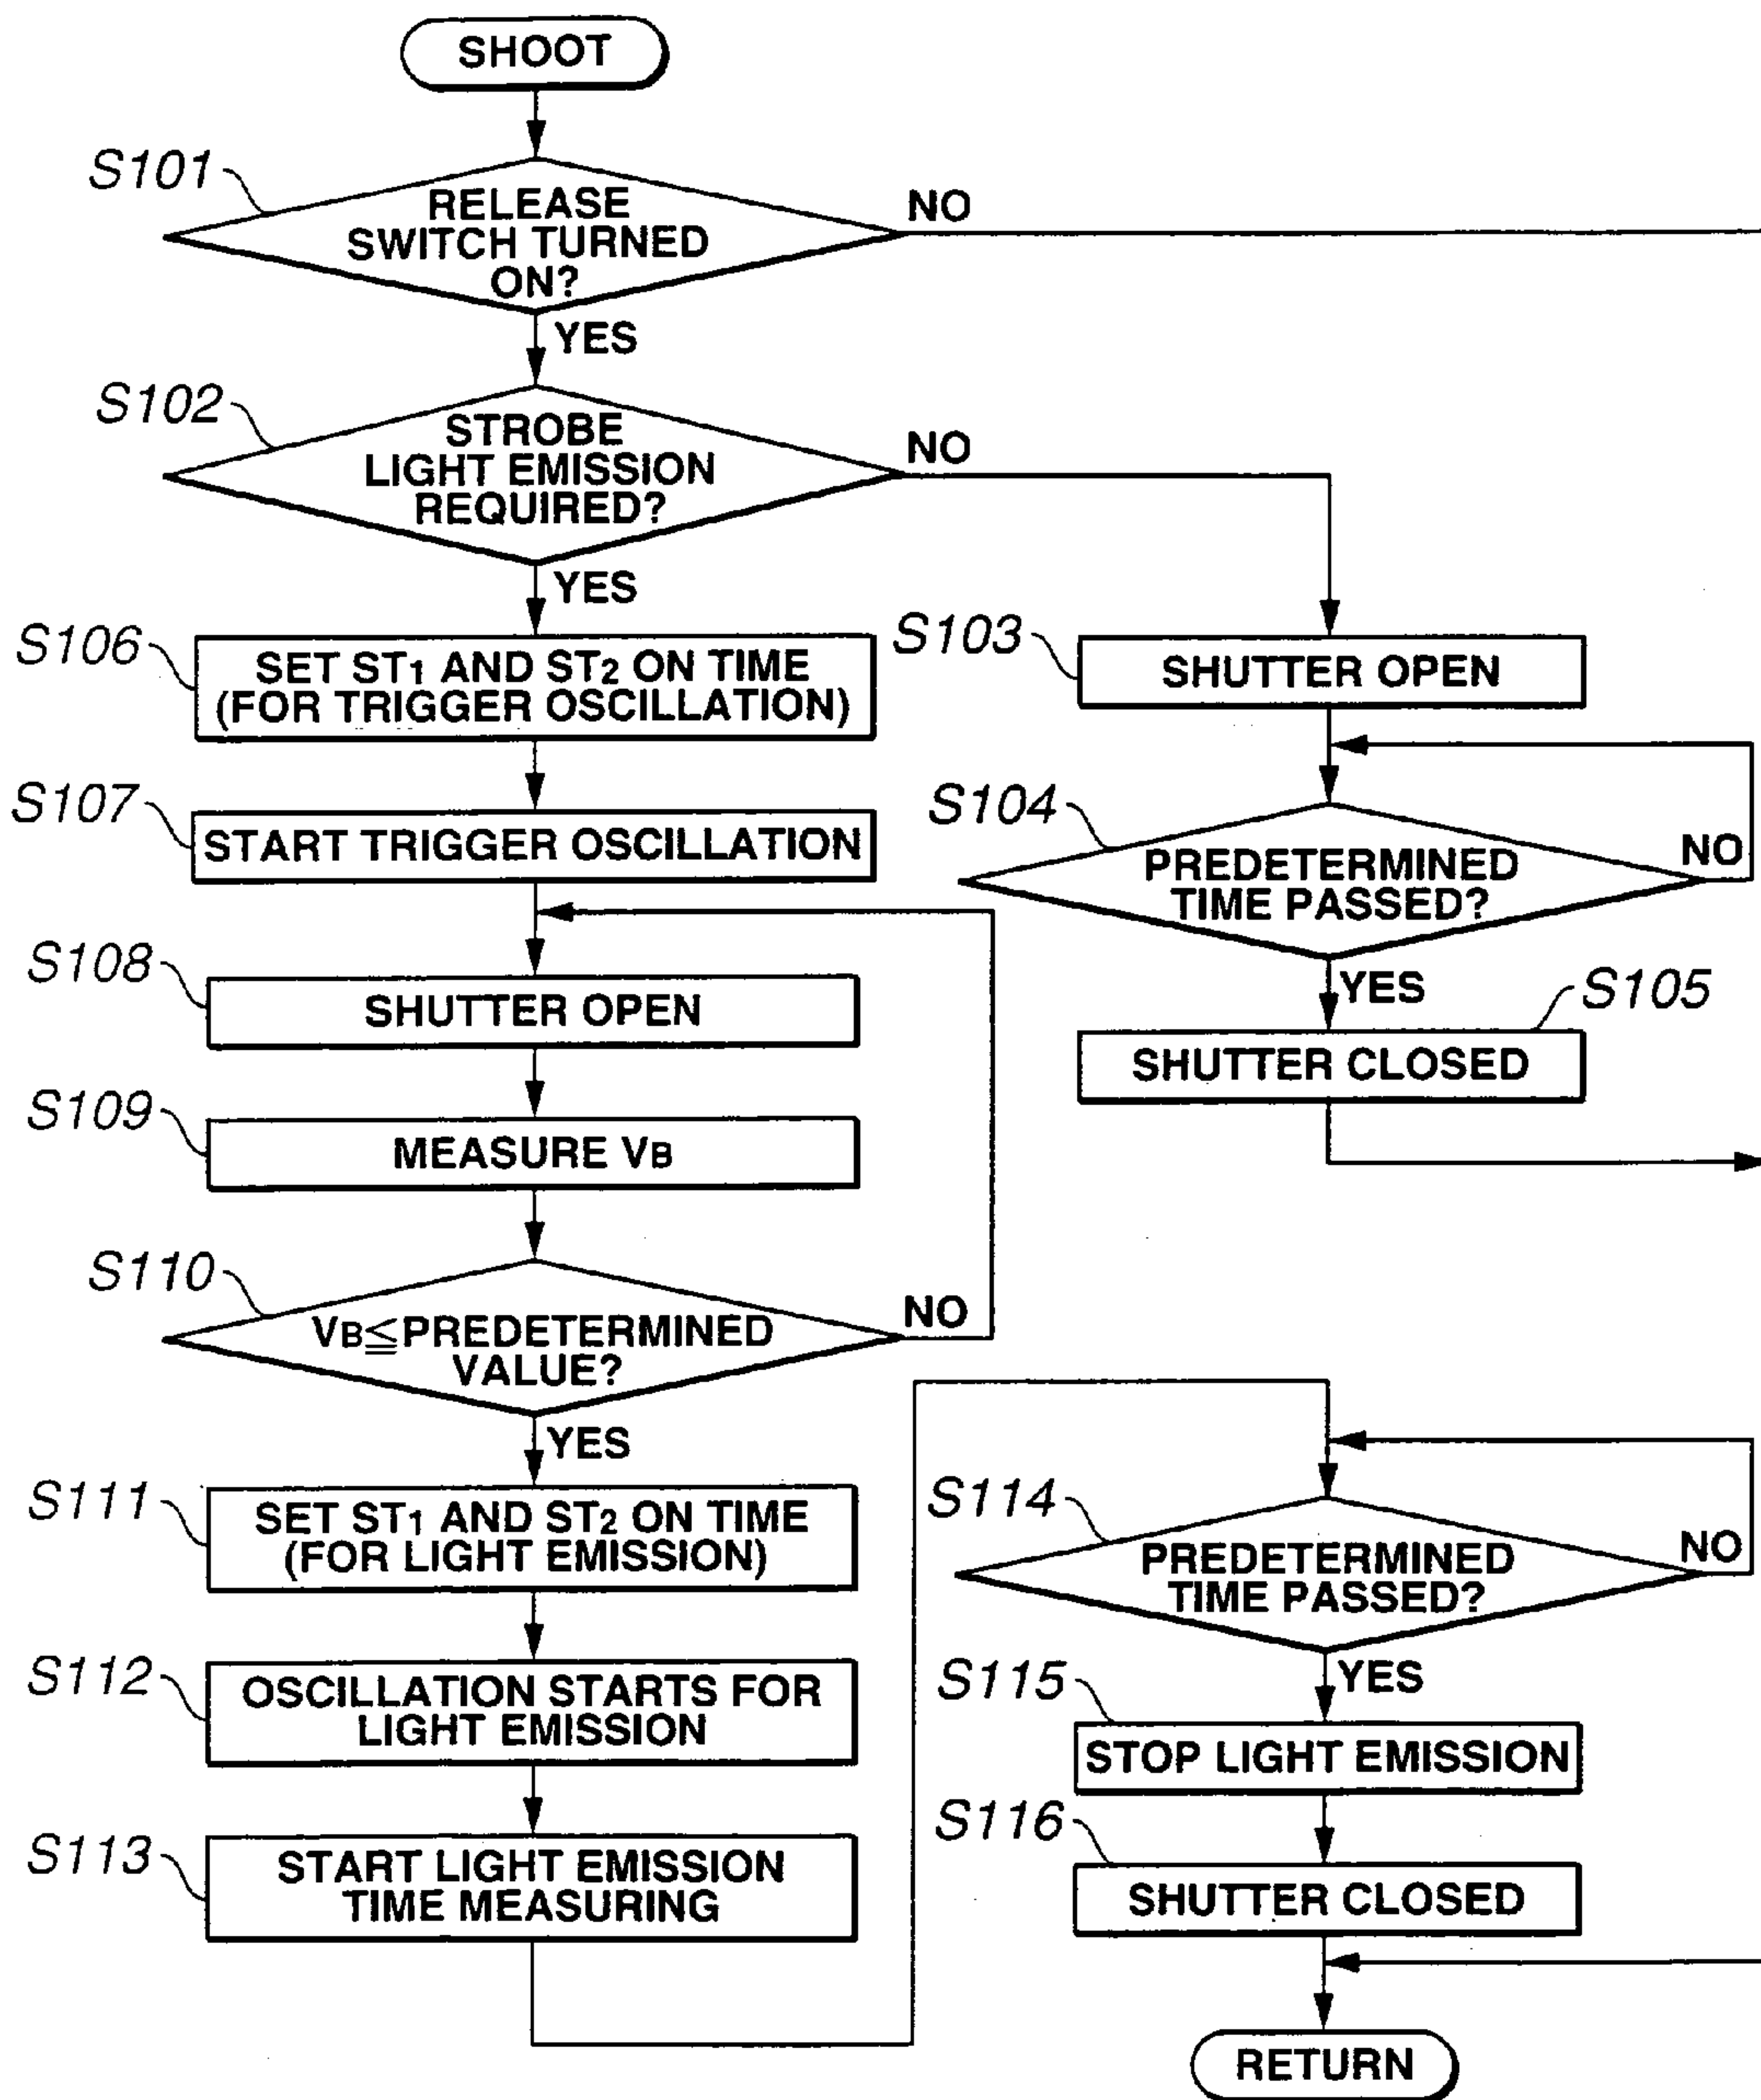 SHOOT
S101
RELEASE
SWITCH TURNED
ON?
NO
YES
S102
STROBE
LIGHT EMISSION
REQUIRED?
NO
YES
S106
SET ST1 AND ST2 ON TIME
(FOR TRIGGER OSCILLATION)
S107
START TRIGGER OSCILLATION
S108
SHUTTER OPEN
S109
MEASURE VB
S110
VB≦PREDETERMINED
VALUE?
NO
YES
S111
SET ST1 AND ST2 ON TIME
(FOR LIGHT EMISSION)
S112
OSCILLATION STARTS FOR
LIGHT EMISSION
S113
START LIGHT EMISSION
TIME MEASURING
S103
SHUTTER OPEN
S104
PREDETERMINED
TIME PASSED?
NO
YES
S105
SHUTTER CLOSED
S114
PREDETERMINED
TIME PASSED?
NO
YES
S115
STOP LIGHT EMISSION
S116
SHUTTER CLOSED
RETURN